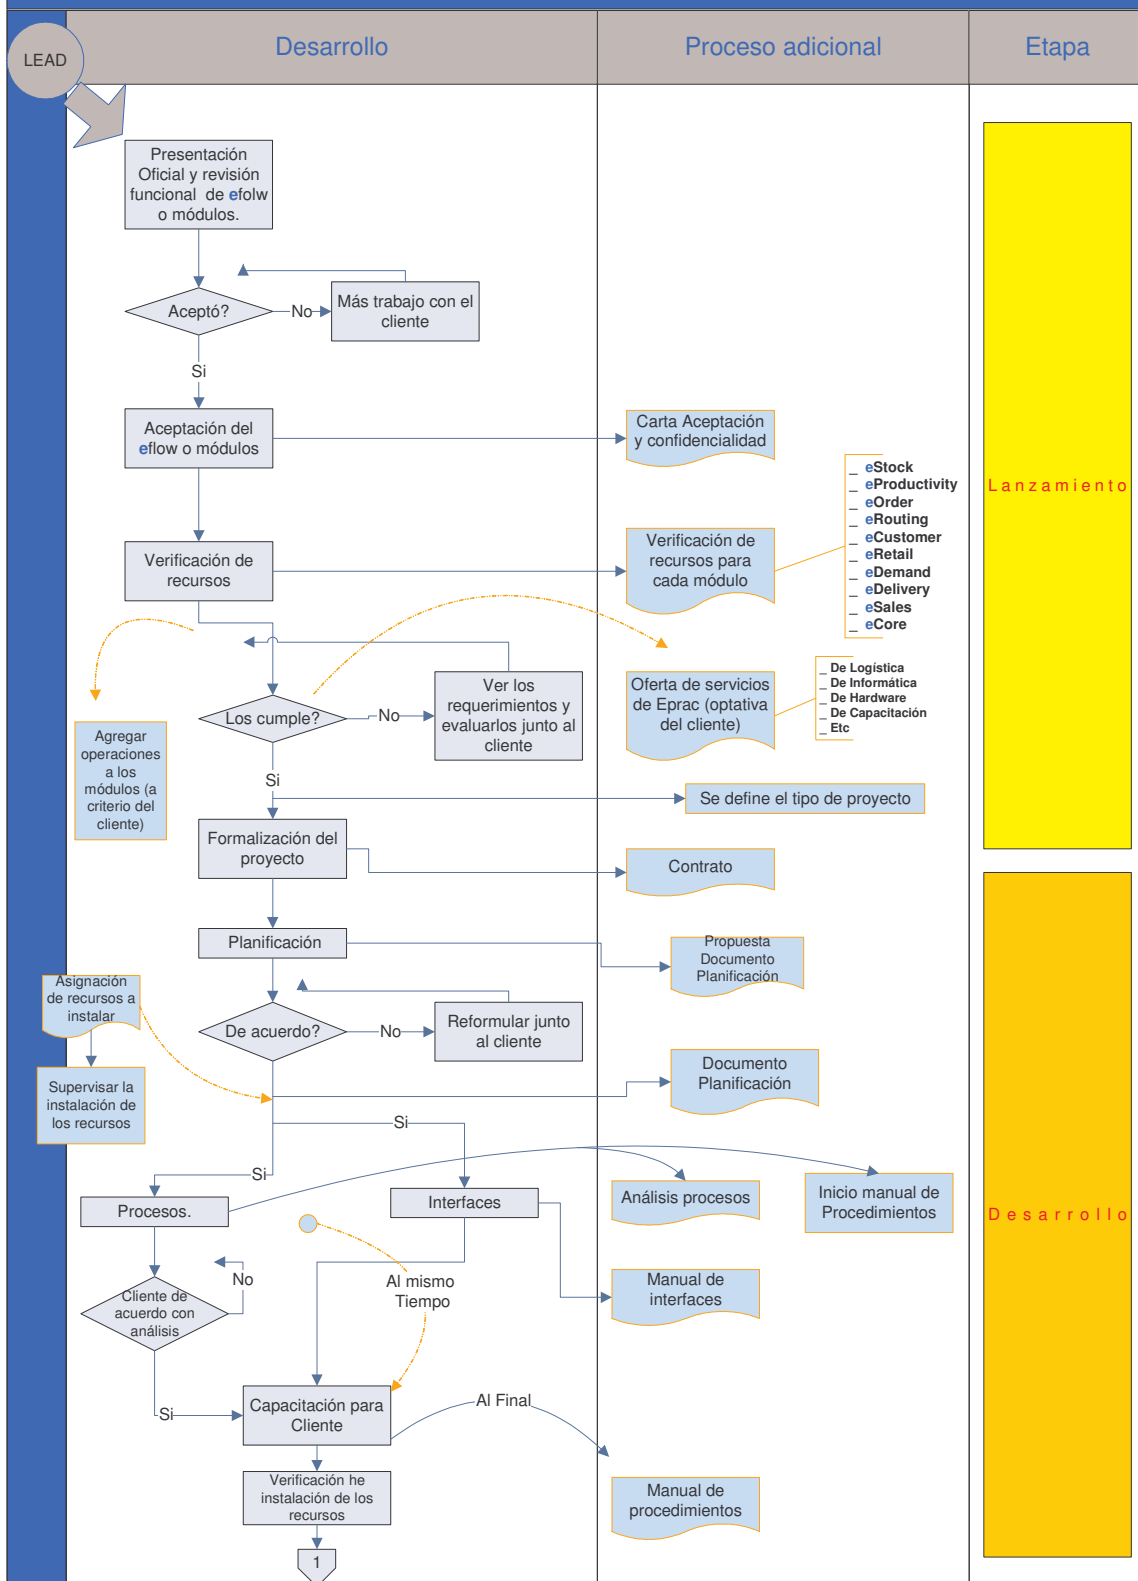 LEAD
Desarrollo
Proceso adicional
Etapa
Presentación
Oficial y revisión
funcional de efolw
o módulos.
Aceptó?
No
Más trabajo con el
cliente
Si
Aceptación del
eflow o módulos
Carta Aceptación
y confidencialidad
_ eStock
_ eProductivity
_ eOrder
_ eRouting
_ eCustomer
_ eRetail
_ eDemand
_ eDelivery
_ eSales
_ eCore
Lanzamiento
Verificación de
recursos
Verificación de
recursos para
cada módulo
Los cumple?
No
Ver los
requerimientos y
evaluarlos junto al
cliente
Oferta de servicios
de Eprac (optativa
del cliente)
_ De Logística
_ De Informática
_ De Hardware
_ De Capacitación
_ Etc
Agregar
operaciones
a los
módulos (a
criterio del
cliente)
Si
Se define el tipo de proyecto
Formalización del
proyecto
Contrato
Planificación
Propuesta
Documento
Planificación
Asignación
de recursos a
instalar
De acuerdo?
No
Reformular junto
al cliente
Supervisar la
instalación de
los recursos
Documento
Planificación
Si
Si
Procesos.
Interfaces
Análisis procesos
Inicio manual de
Procedimientos
Desarrollo
No
Cliente de
acuerdo con
análisis
Al mismo
Tiempo
Manual de
interfaces
Si
Capacitación para
Cliente
Al Final
Verificación he
instalación de los
recursos
Manual de
procedimientos
1